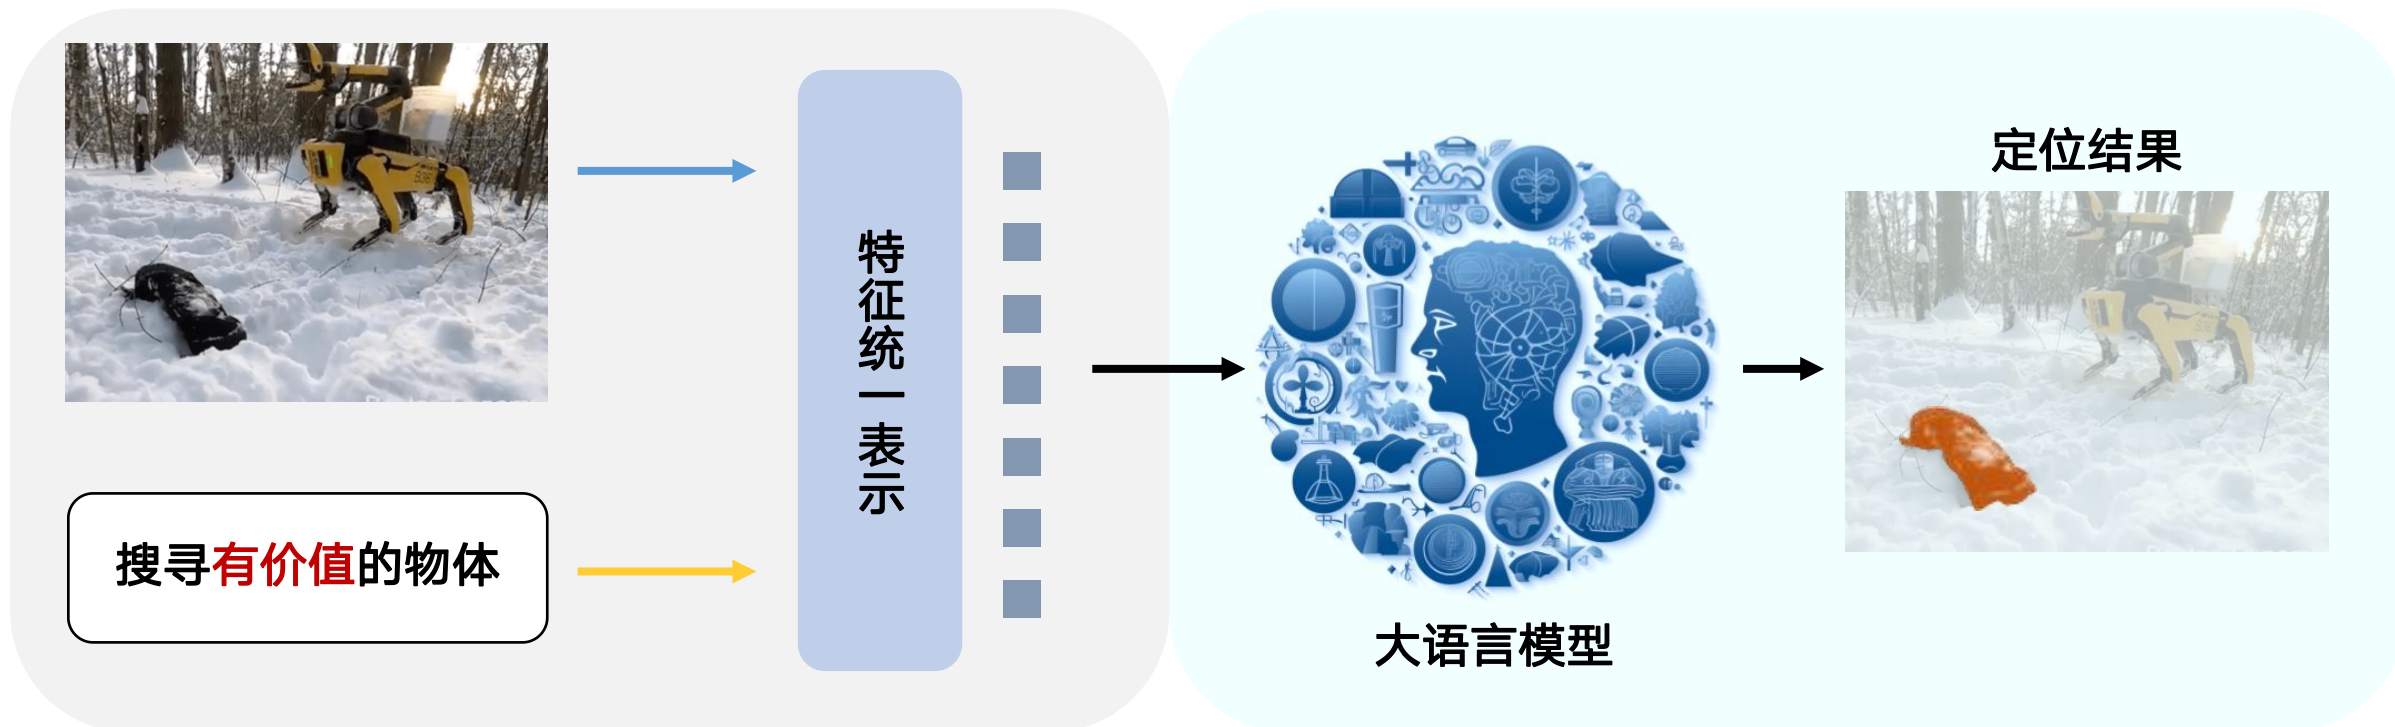 搜寻有价值的物体
特征统一表示
大语言模型
定位结果